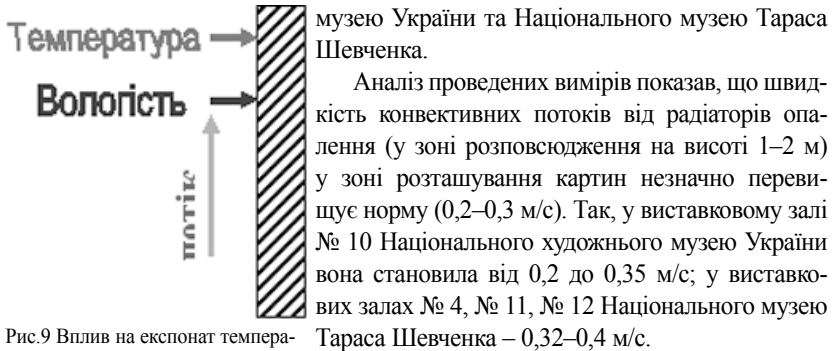 Температура
Вологість
потік
Рис.9 Вплив на експонат темпера-
музею України та Національного музею Тараса
Шевченка.
Аналіз проведених вимірів показав, що швид-
кість конвективних потоків від радіаторів опа-
лення (у зоні розповсюдження на висоті 1–2 м)
у зоні розташування картин незначно переви-
щує норму (0,2–0,3 м/с). Так, у виставковому залі
№ 10 Національного художнього музею України
вона становила від 0,2 до 0,35 м/с; у виставко-
вих залах № 4, № 11, № 12 Національного музею
Тараса Шевченка – 0,32–0,4 м/с.